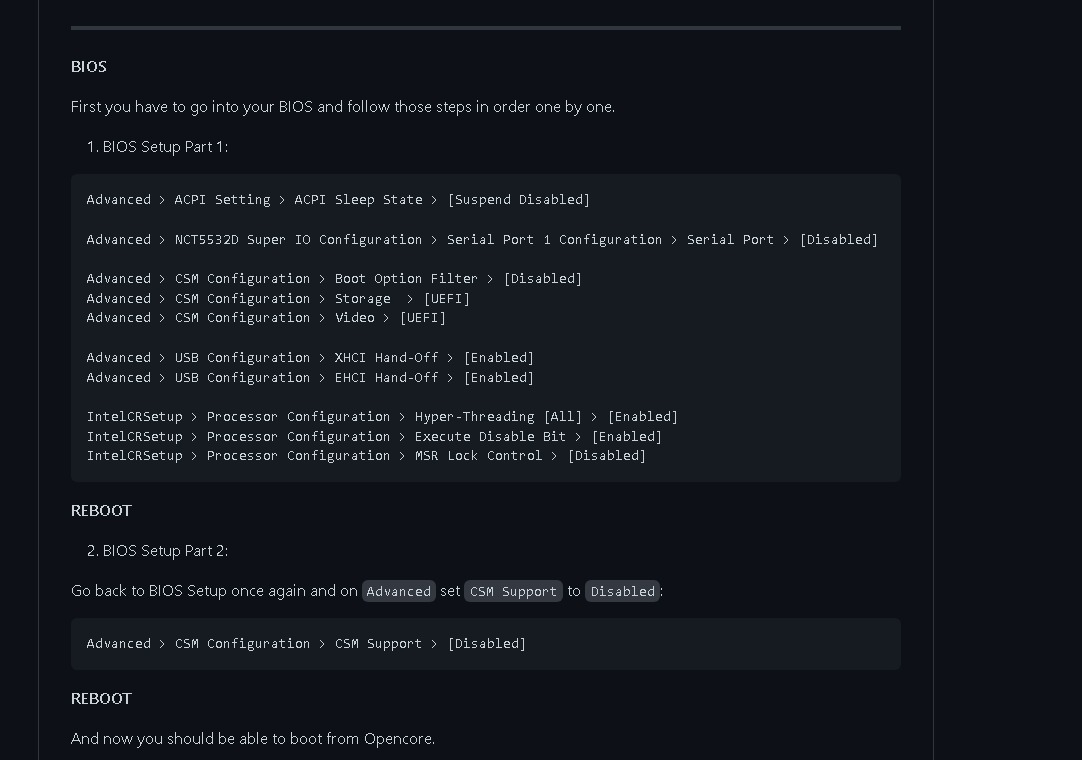 BIOS
First you have to go into your BIOS and follow those steps in order one by one.
1. BIOS Setup Part 1:
Advanced > ACPI Setting > ACPI Sleep State > [Suspend Disabled]
Advanced > NCT5532D Super IO Configuration > Serial Port 1 Configuration > Serial Port > [Disabled]
Advanced > CSM Configuration > Boot Option Filter > [Disabled]
Advanced > CSM Configuration > Storage  > [UEFI]
Advanced > CSM Configuration > Video > [UEFI]
Advanced > USB Configuration > XHCI Hand-Off > [Enabled]
Advanced > USB Configuration > EHCI Hand-Off > [Enabled]
IntelCRSetup > Processor Configuration > Hyper-Threading [All] > [Enabled]
IntelCRSetup > Processor Configuration > Execute Disable Bit > [Enabled]
IntelCRSetup > Processor Configuration > MSR Lock Control > [Disabled]
REBOOT
2. BIOS Setup Part 2:
Go back to BIOS Setup once again and on Advanced set CSM Support to Disabled:
Advanced > CSM Configuration > CSM Support > [Disabled]
REBOOT
And now you should be able to boot from Opencore.